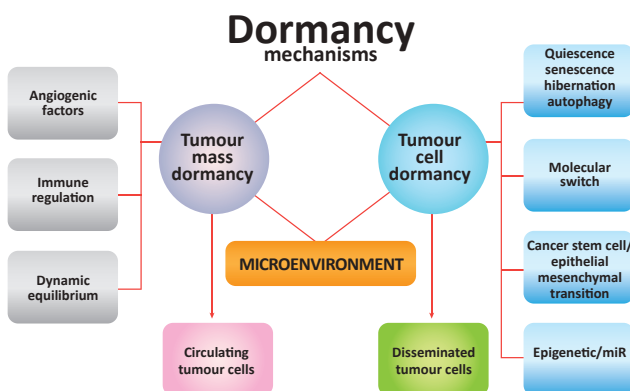 Dormancy
mechanisms
Angiogenic
factors
Immune
regulation
Dynamic
equilibrium
Tumour
mass
dormancy
Tumour
cell
dormancy
MICROENVIRONMENT
Circulating
tumour cells
Disseminated
tumour cells
Quiescence
senescence
hibernation
autophagy
Molecular
switch
Cancer stem cell/
epithelial
mesenchymal
transition
Epigenetic/miR